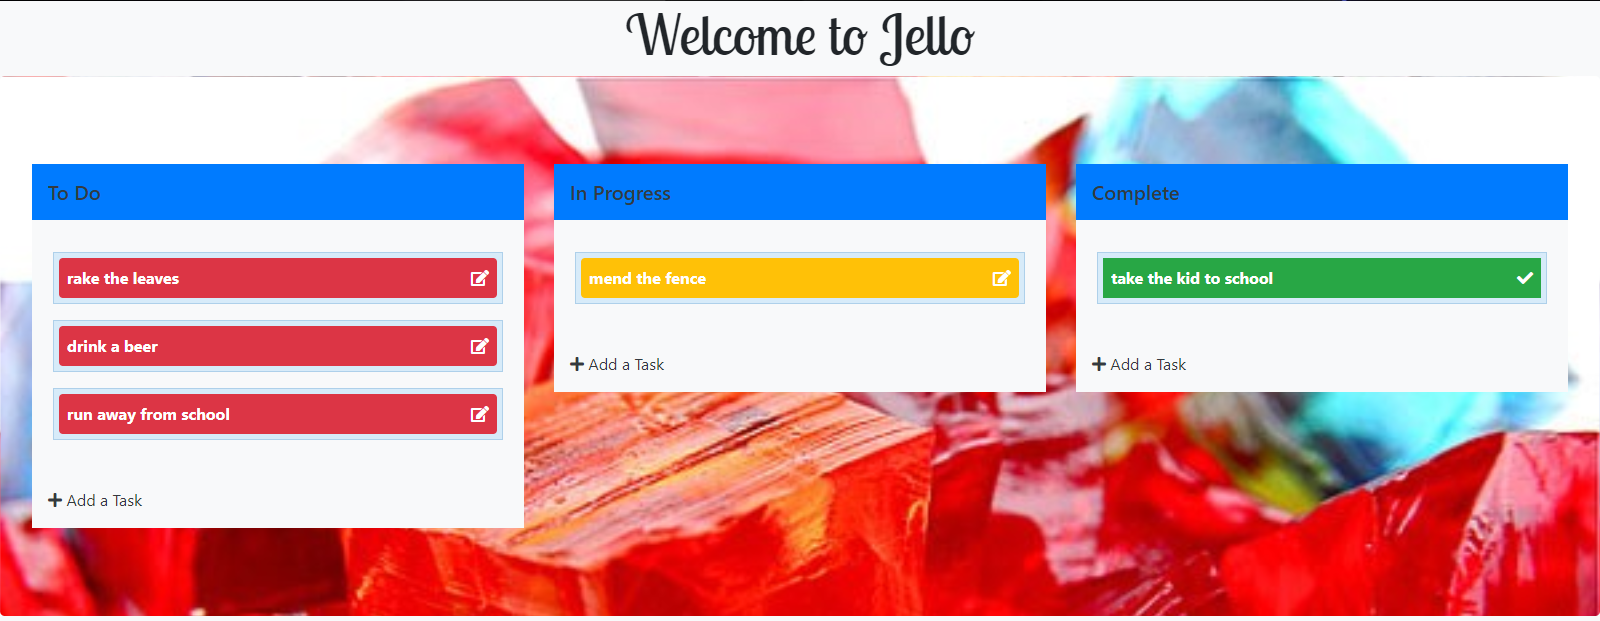 Welcome to Jello
To Do
rake the leaves
drink a beer
run away from school
Add a Task
In Progress
mend the fence
Add a Task
Complete
take the kid to school
Add a Task